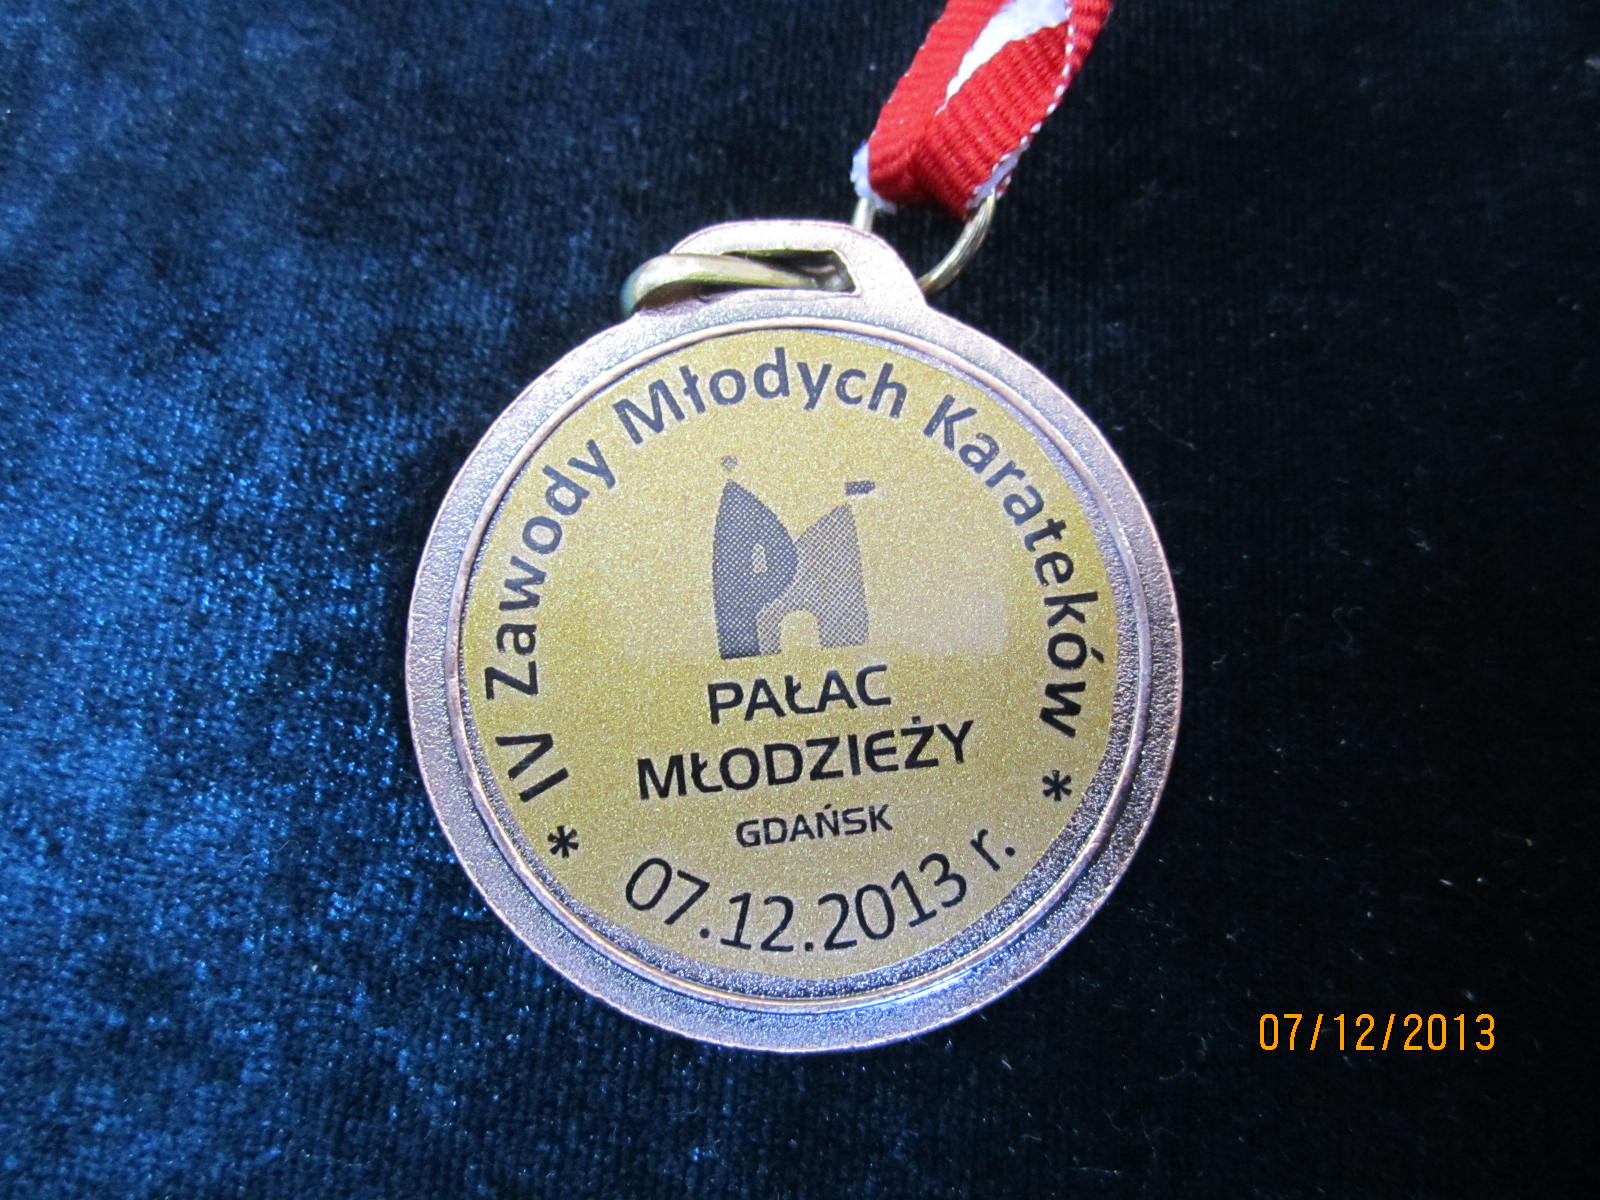 * IV Zawody Młodych Karateków *
PAŁAC
MŁODZIEŻY
GDAŃSK
07.12.2013 r.
07/12/2013